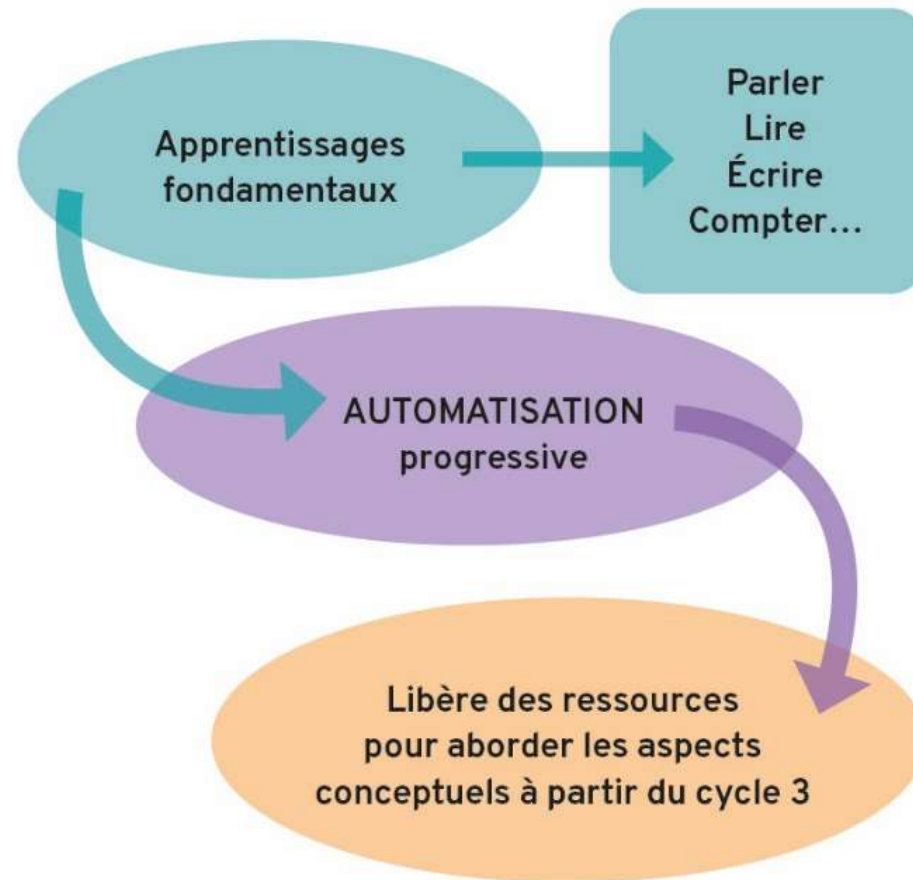 Apprentissages
fondamentaux
Parler
Lire
Écrire
Compter...
AUTOMATISATION
progressive
Libère des ressources
pour aborder les aspects
conceptuels à partir du cycle 3